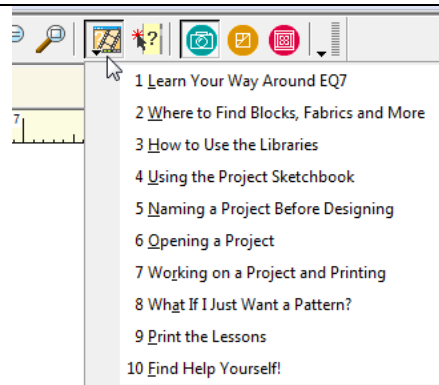 ?
7
1 Learn Your Way Around EQ7
2 Where to Find Blocks, Fabrics and More
3 How to Use the Libraries
4 Using the Project Sketchbook
5 Naming a Project Before Designing
6 Opening a Project
7 Working on a Project and Printing
8 What If I Just Want a Pattern?
9 Print the Lessons
10 Find Help Yourself!